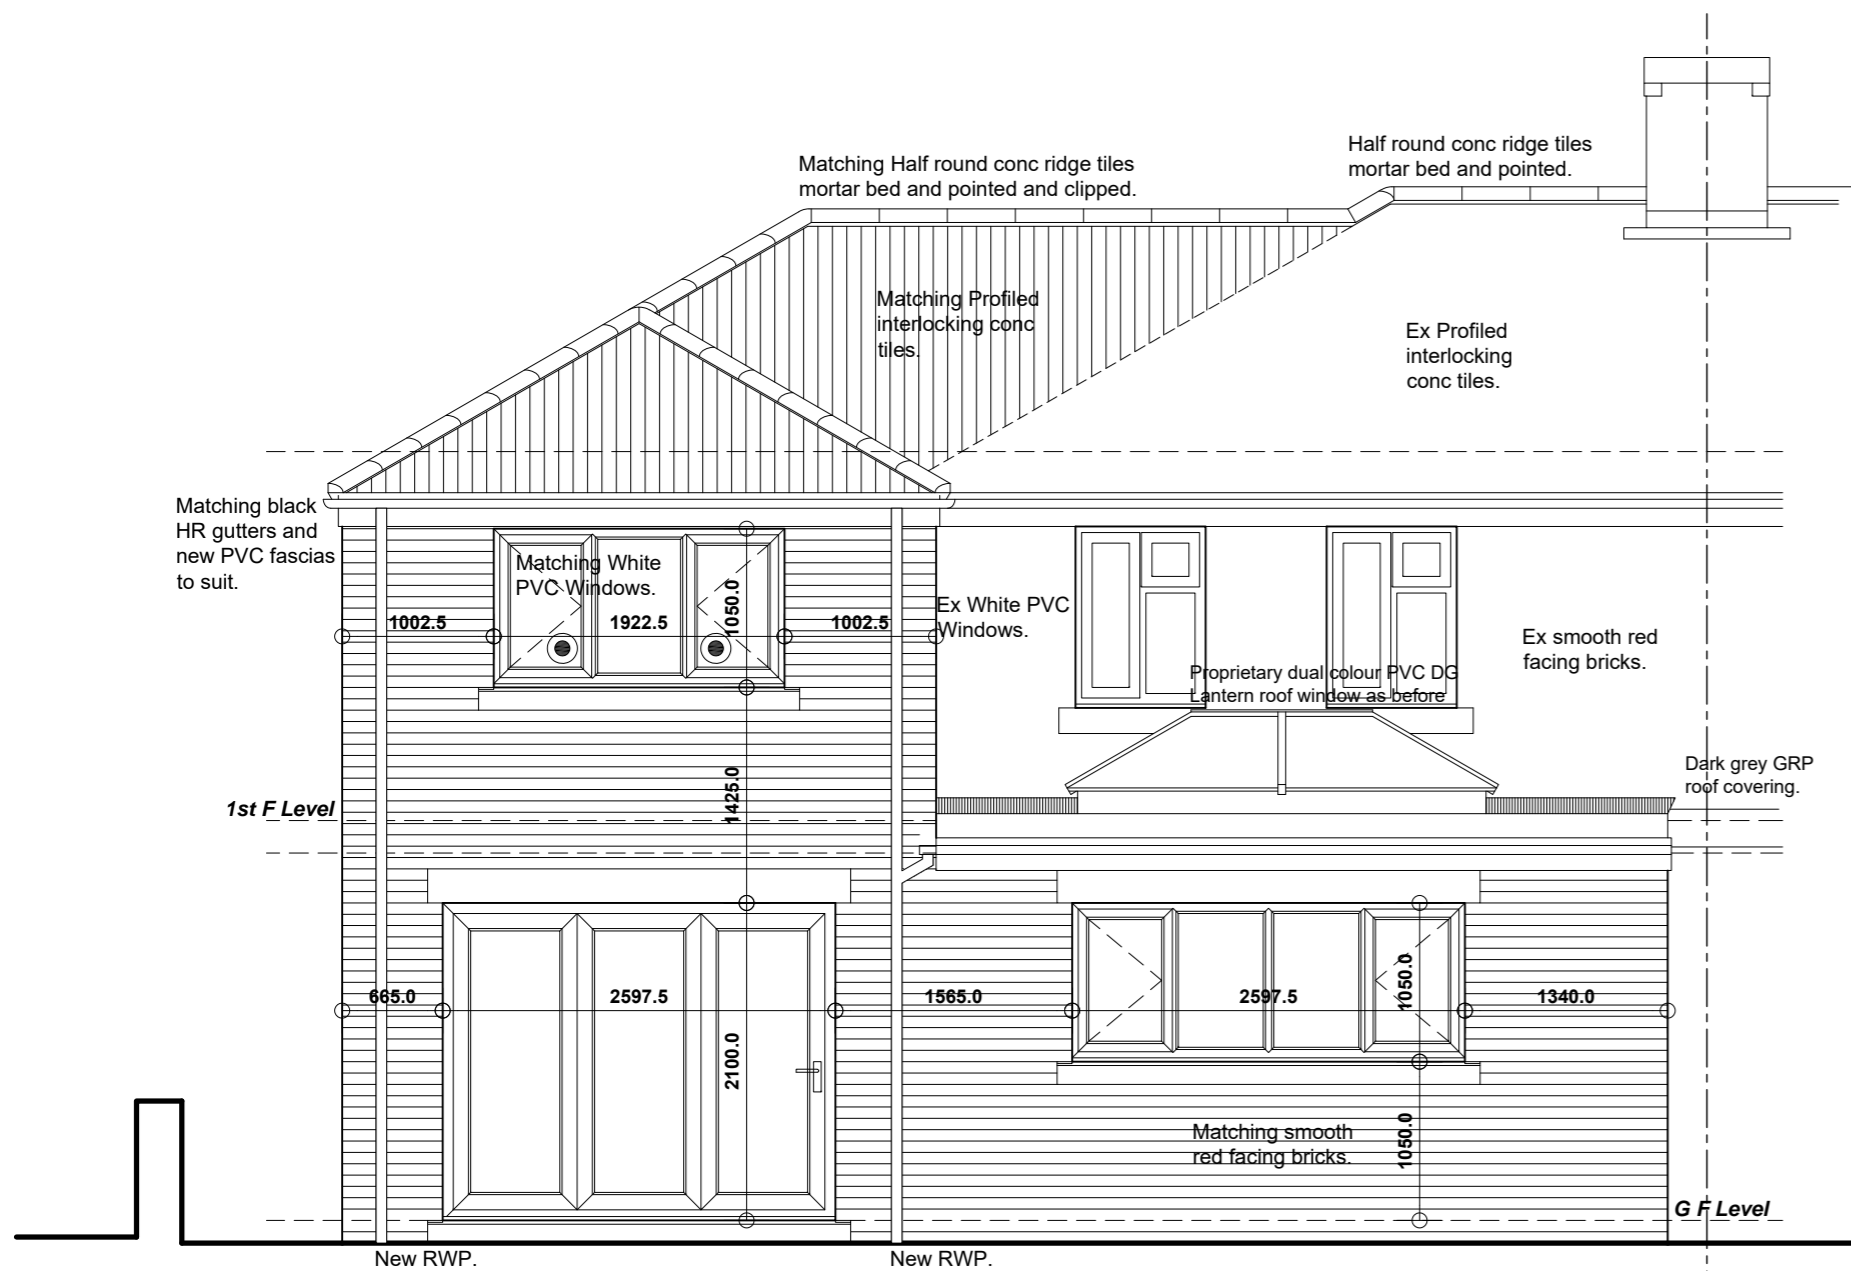 Half round conc ridge tiles
mortar bed and pointed.
Matching Half round conc ridge tiles
mortar bed and pointed and clipped.
Matching Profiled
interlocking conc
tiles.
Ex Profiled
interlocking
conc tiles.
Matching black
HR gutters and
new PVC fascias
to suit.
Matching White
PVC Windows.
1050.0
1002.5
1922.5
1002.5
Ex White PVC
Windows.
Ex smooth red
facing bricks.
Proprietary dual colour PVC DG
Lantern roof window as before
Dark grey GRP
roof covering.
1425.0
1st F Level
665.0
2597.5
1565.0
2597.5
1050.0
1340.0
2100.0
Matching smooth
red facing bricks.
1050.0
G F Level
New RWP.
New RWP.